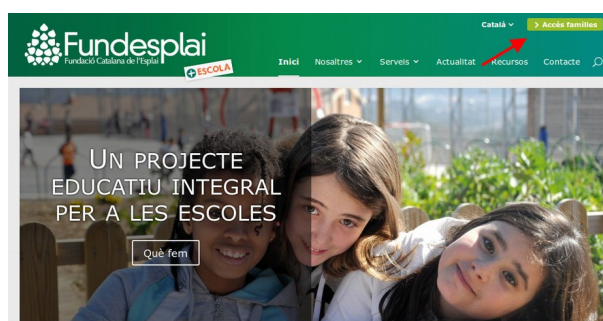 Català
> Accés famílies
Fundesplai
Fundació Catalana de l'Esplai
+ESCOLA
Inici Nosaltres Serveis Actualitat Recursos Contacte
UN PROJECTE
EDUCATIU INTEGRAL
PER A LES ESCOLES
Què fem